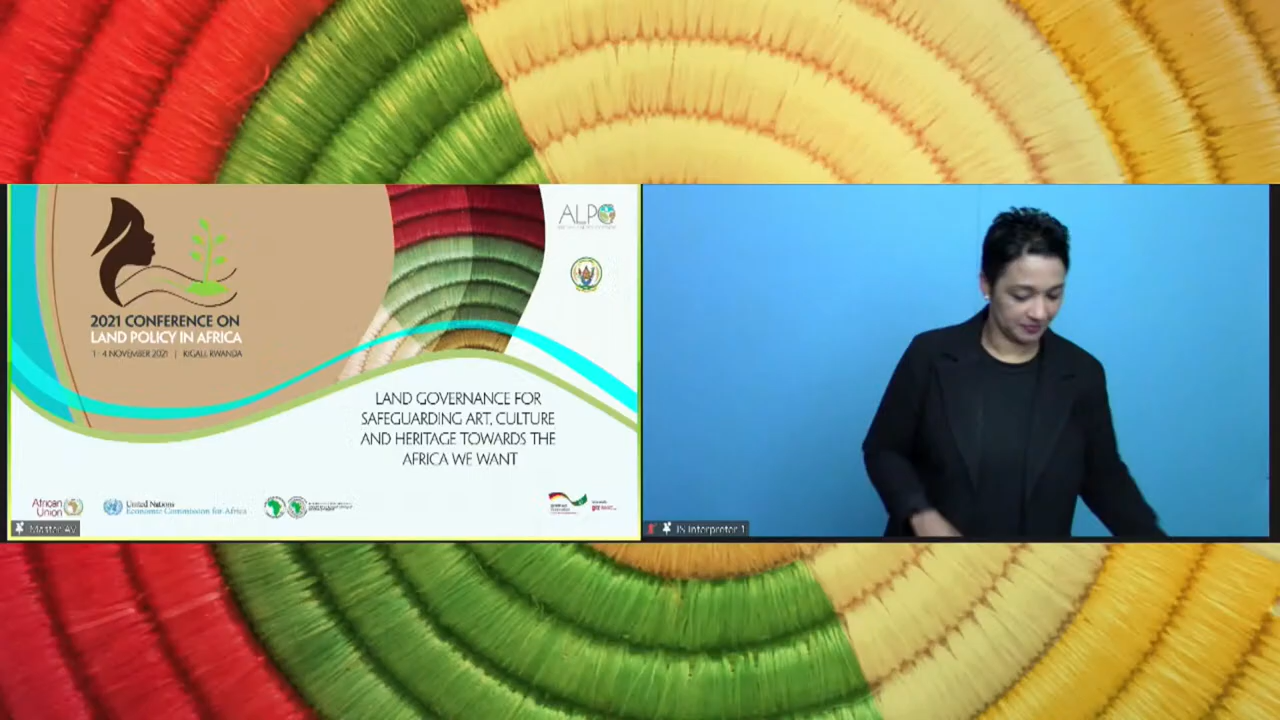 2021 CONFERENCE ON
LAND POLICY IN AFRICA
1 - 4 NOVEMBER 2021 | KIGALI, RWANDA
ALPC
LAND GOVERNANCE FOR
SAFEGUARDING ART, CULTURE
AND HERITAGE TOWARDS THE
AFRICA WE WANT
African
Union
United Nations
Economic Commission for Africa
giz
Master AV
IS interpreter 1